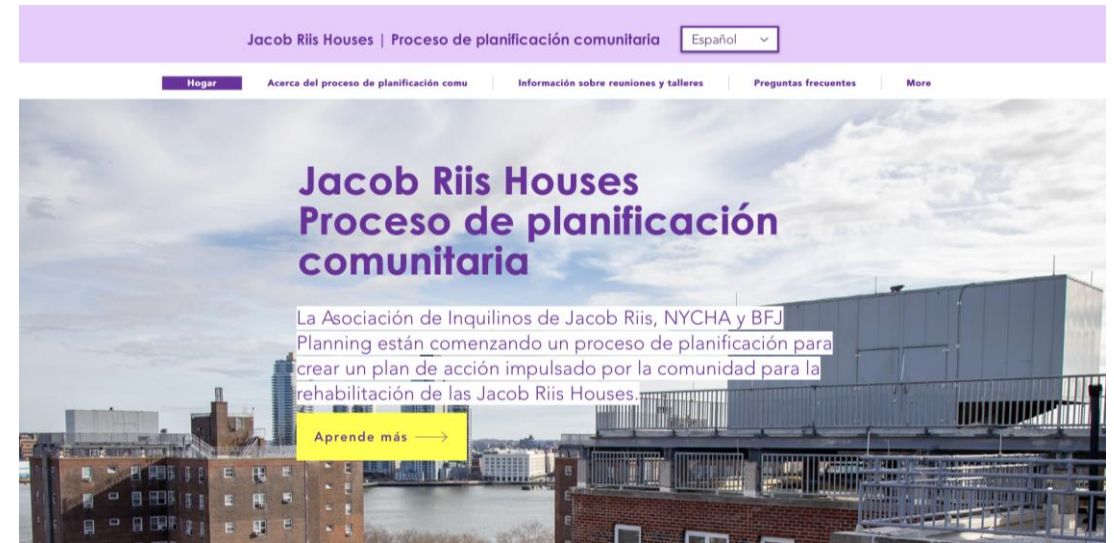 Jacob Riis Houses | Proceso de planificación comunitaria
Español
Hogar
Acerca del proceso de planificación comu
Información sobre reuniones y talleres
Preguntas frecuentes
More
Jacob Riis Houses
Proceso de planificación
comunitaria
La Asociación de Inquilinos de Jacob Riis, NYCHA y BFJ
Planning están comenzando un proceso de planificación para
crear un plan de acción impulsado por la comunidad para la
rehabilitación de las Jacob Riis Houses.
Aprende más